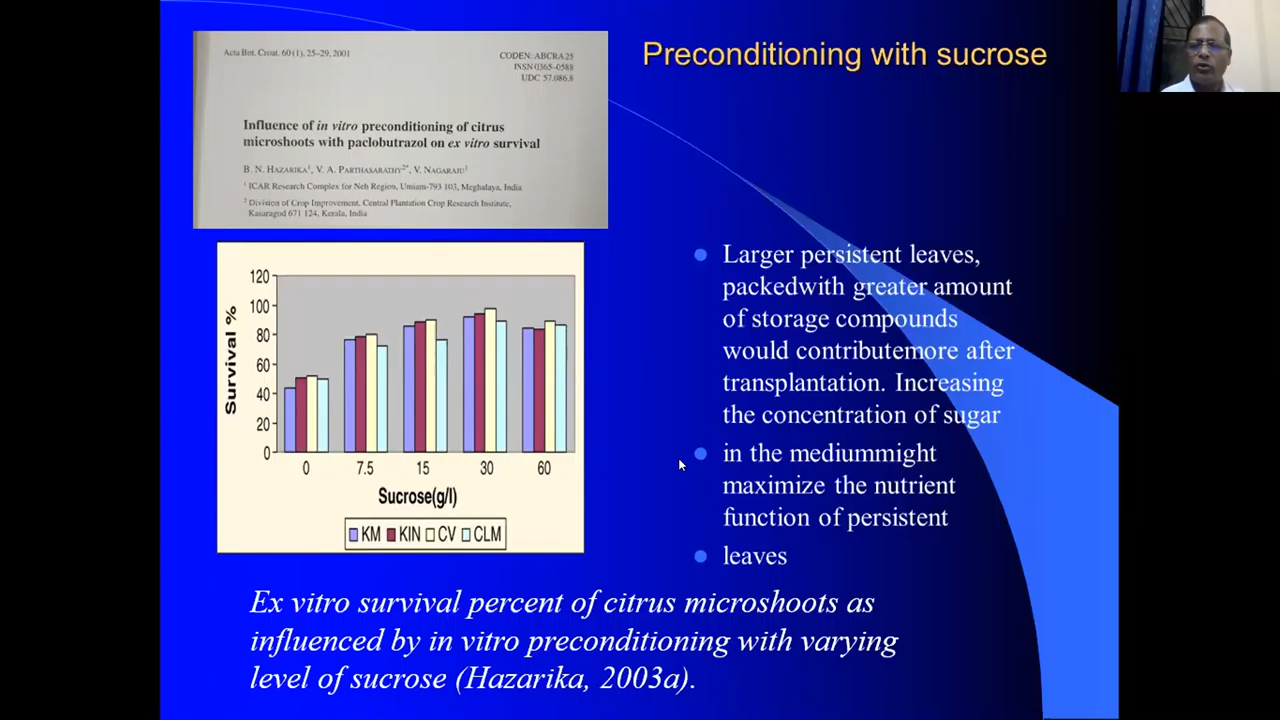 Preconditioning with sucrose
Acta Bot. Croat. 60 (1), 25–29, 2001
CODEN: ABCRA 25
ISSN 0365–0588
UDC 57.086.8
Influence of in vitro preconditioning of citrus
microshoots with paclobutrazol on ex vitro survival
B. N. HAZARIKA1, V. A. PARTHASARATHY2*, V. NAGARAJU1
1 ICAR Research Complex for Neh Region, Umiam-793 103, Meghalaya, India
2 Division of Crop Improvement, Central Plantation Crop Research Institute,
Kasaragod 671 124, Kerala, India
120
100
80
60
40
20
0
Survival %
0 7.5 15 30 60
Sucrose(g/l)
KM KIN CV CLM
Larger persistent leaves,
packedwith greater amount
of storage compounds
would contributemore after
transplantation. Increasing
the concentration of sugar
in the mediummight
maximize the nutrient
function of persistent
leaves
Ex vitro survival percent of citrus microshoots as
influenced by in vitro preconditioning with varying
level of sucrose (Hazarika, 2003a).